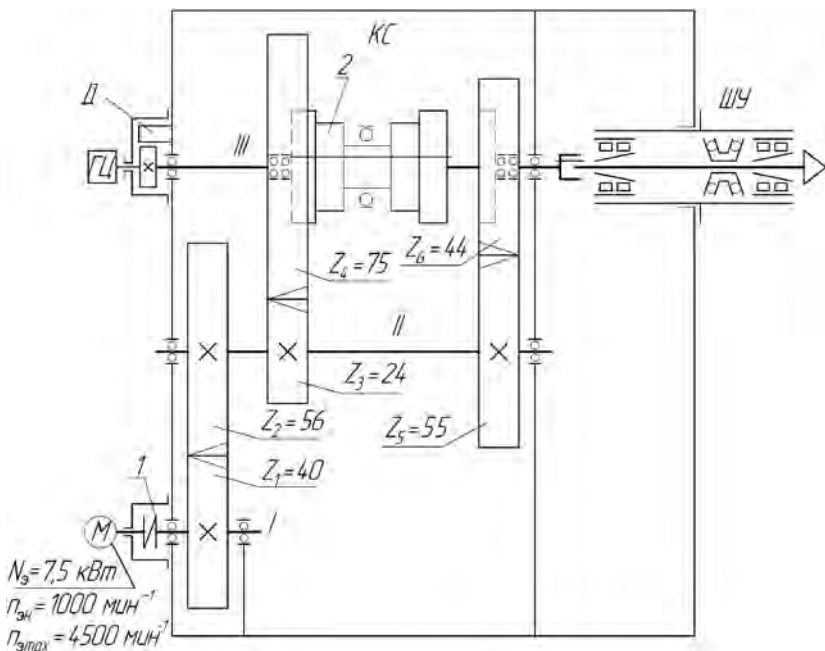 КС
2
Д
ШУ
III
Z₆=44
Z₄=75
II
Z₃=24
Z₂=56
Z₅=55
1
Z₁=40
I
М
Nэ=7,5 кВт
nэн=1000 мин⁻¹
nэmax=4500 мин⁻¹